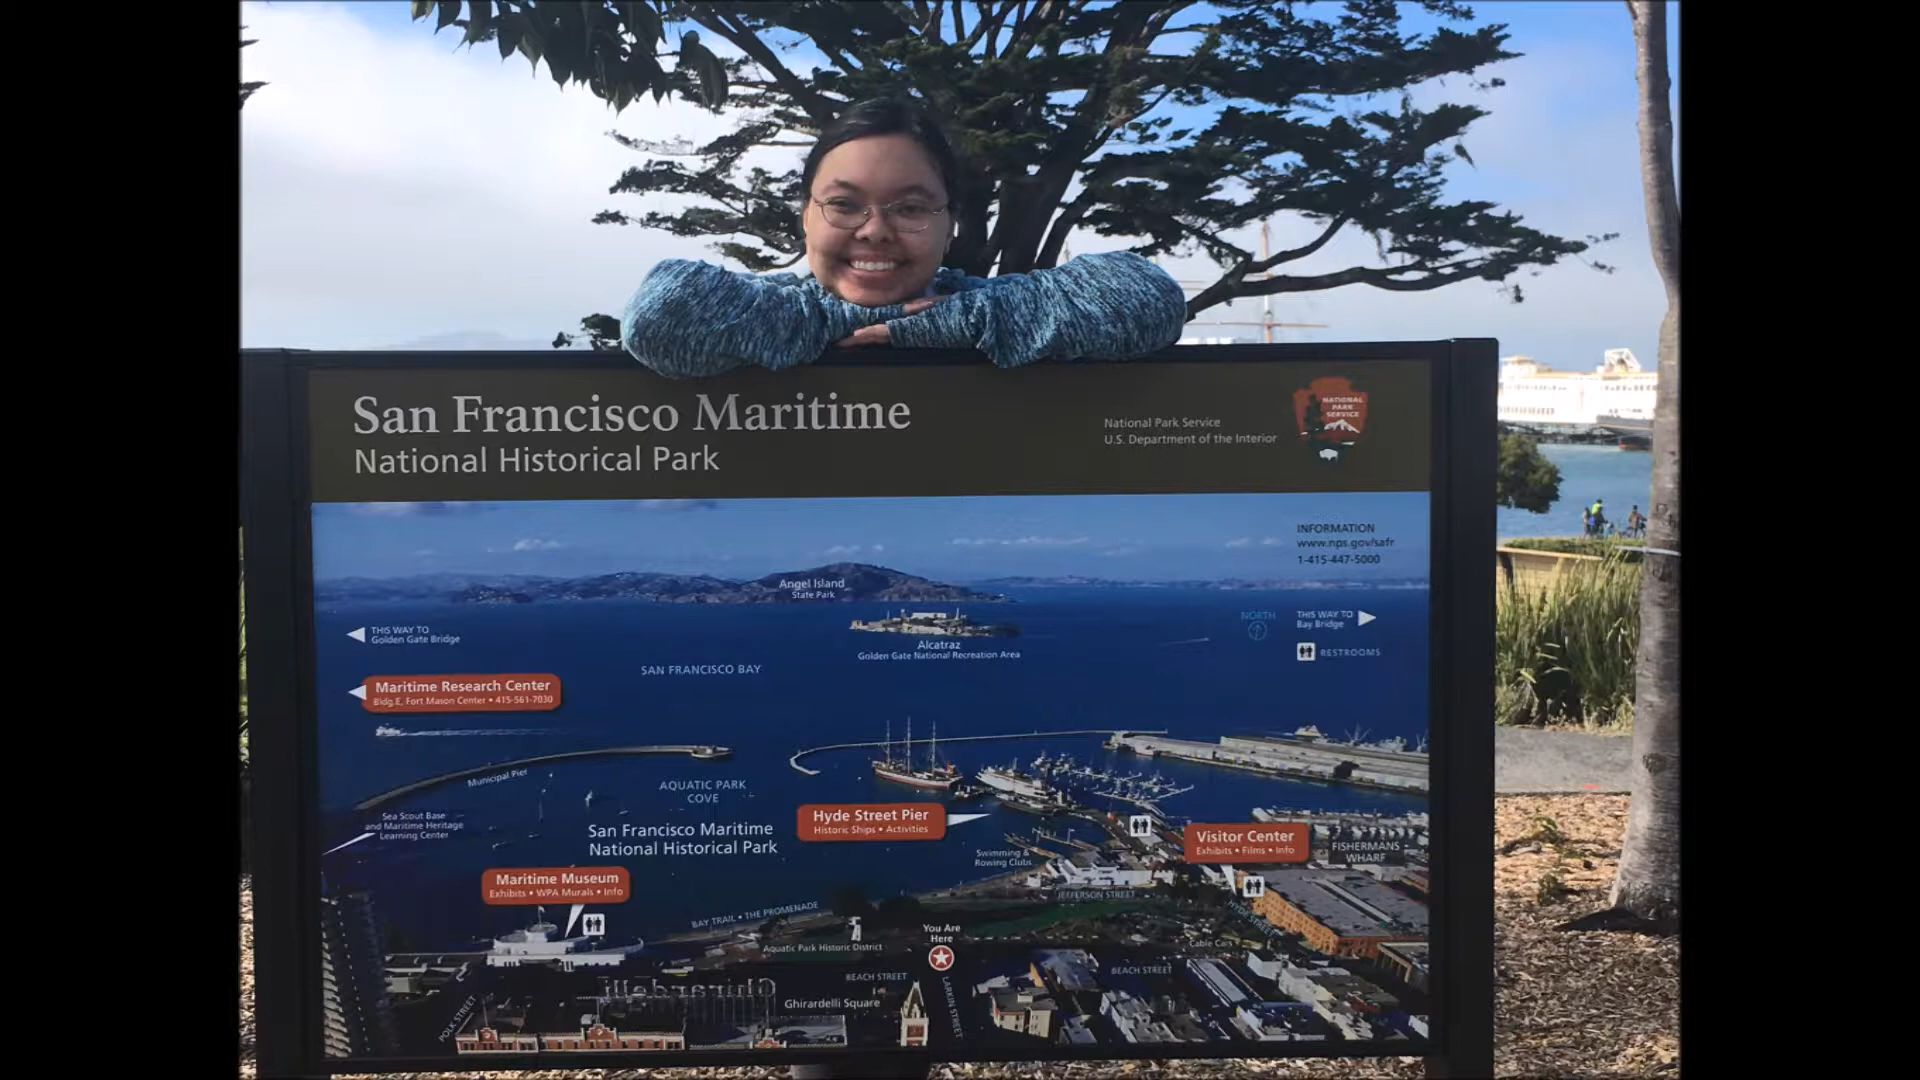 San Francisco Maritime
National Historical Park
National Park Service
U.S. Department of the Interior
NATIONAL
PARK
SERVICE
INFORMATION
www.nps.gov/safr
1-415-447-5000
Angel Island
State Park
Alcatraz
Golden Gate National Recreation Area
NORTH
THIS WAY TO
Bay Bridge
RESTROOMS
THIS WAY TO
Golden Gate Bridge
SAN FRANCISCO BAY
Maritime Research Center
Bldg.E, Fort Mason Center • 415-561-7030
Municipal Pier
AQUATIC PARK
COVE
Sea Scout Base
and Maritime Heritage
Learning Center
San Francisco Maritime
National Historical Park
Hyde Street Pier
Historic Ships • Activities
Swimming &
Rowing Clubs
Visitor Center
Exhibits • Films • Info
FISHERMANS
WHARF
Maritime Museum
Exhibits • WPA Murals • Info
JEFFERSON STREET
HYDE STREET
BAY TRAIL • THE PROMENADE
You Are
Here
Aquatic Park Historic District
Cable Cars
BEACH STREET
BEACH STREET
Ghirardelli
Ghirardelli Square
POLK STREET
LARKIN STREET